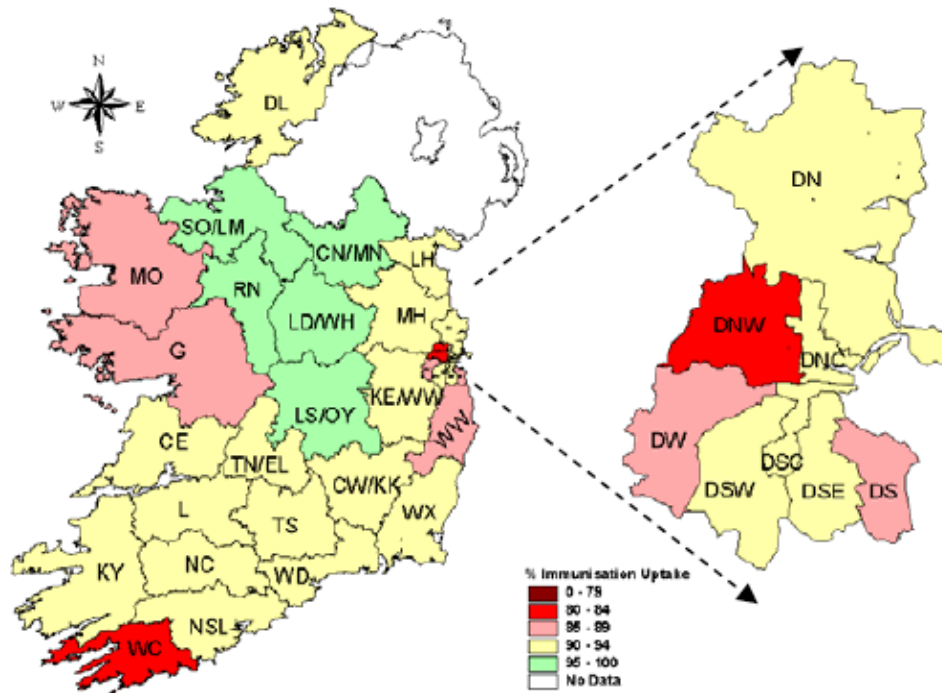 N
W E
S
DL
DN
SO/LM
CN/MN
LH
MO
RN
LD/WH
MH
DNW
G
DNC
KE/WW
LS/OY
WW
DW
CE
TN/EL
DSC
CW/KK
DSW
DSE
DS
L
TS
WX
KY
NC
WD
% Immunisation Uptake
0 - 79
80 - 84
NSL
85 - 89
WC
90 - 94
95 - 100
No Data